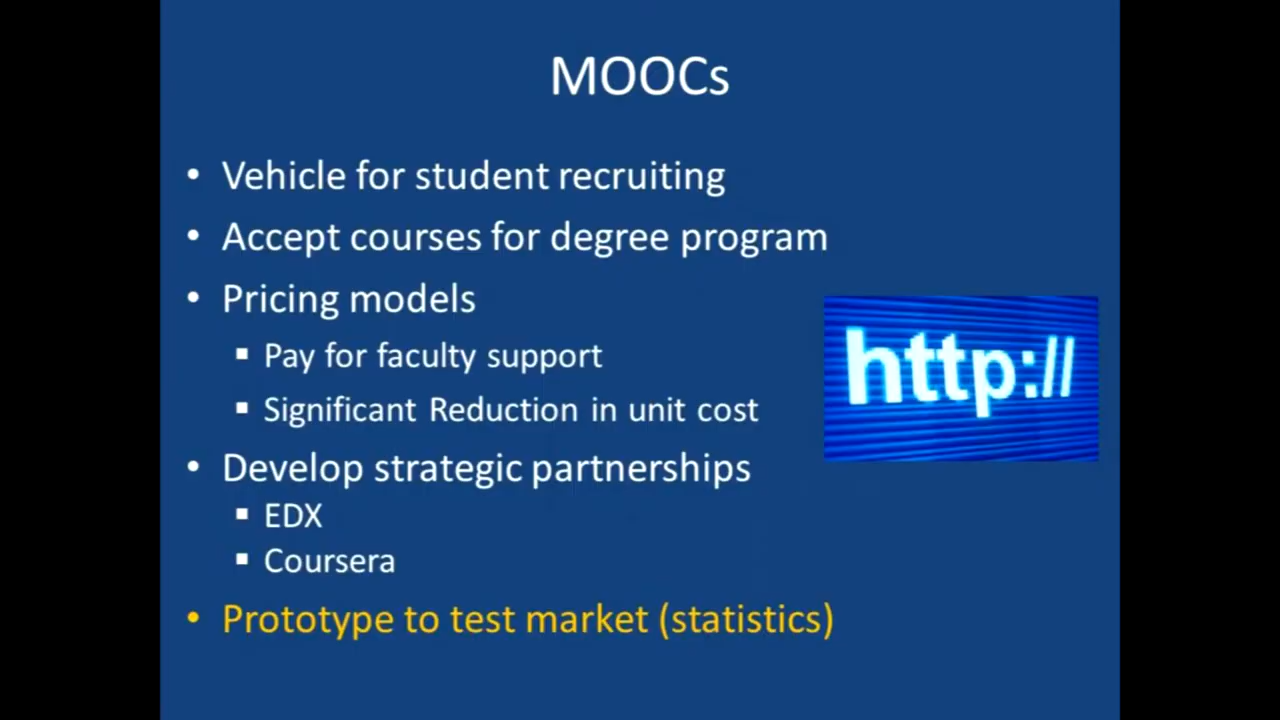 MOOCs
• Vehicle for student recruiting
• Accept courses for degree program
• Pricing models
▪ Pay for faculty support
▪ Significant Reduction in unit cost
http://
• Develop strategic partnerships
▪ EDX
▪ Coursera
• Prototype to test market (statistics)